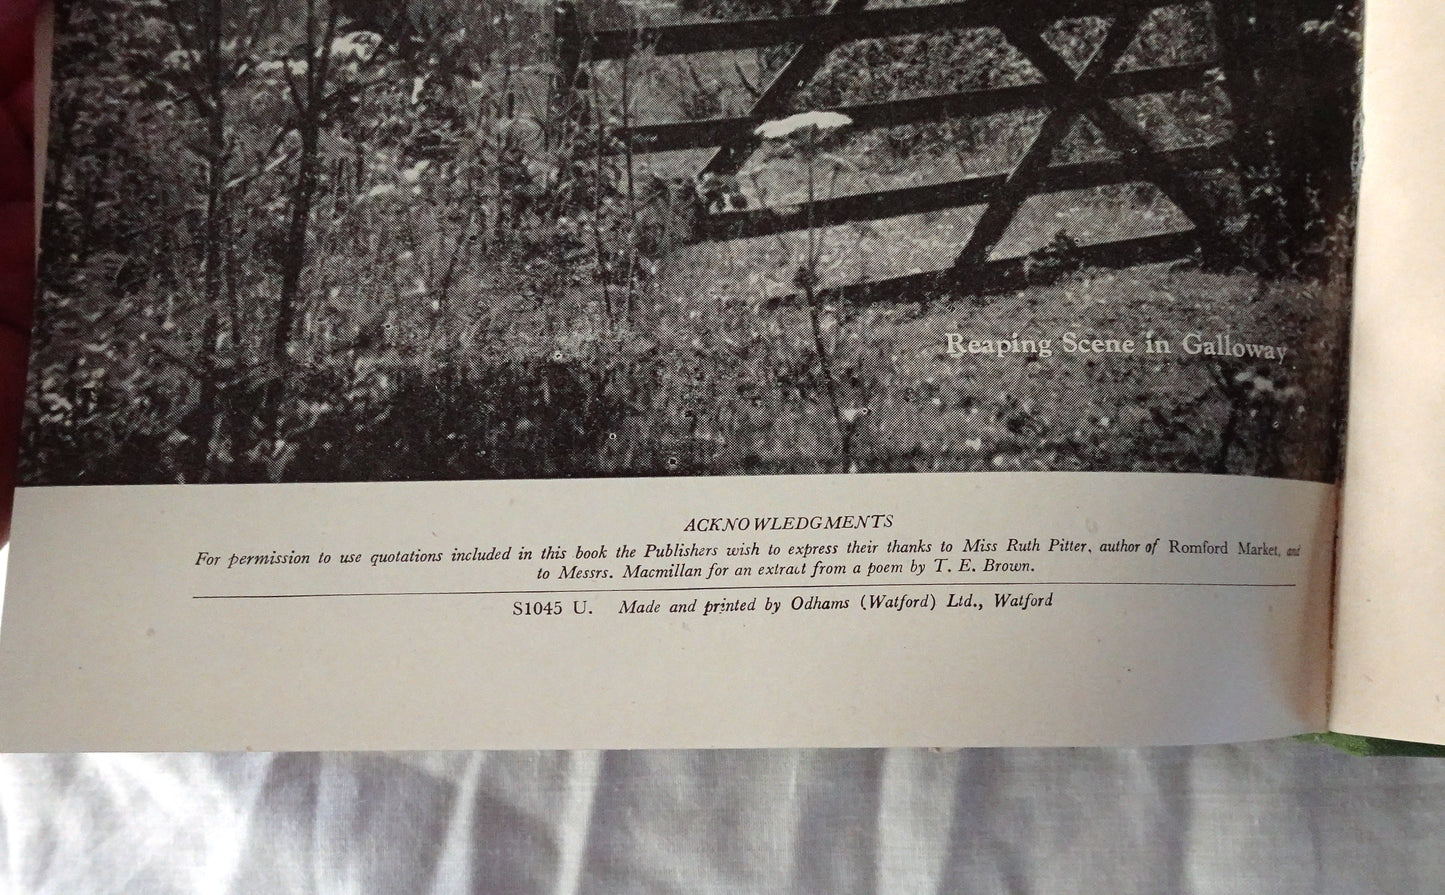 Reaping Scene in Galloway
ACKNOWLEDGMENTS
For permission to use quotations included in this book the Publishers wish to express their thanks to Miss Ruth Pitter, author of Romford Market, and
to Messrs. Macmillan for an extract from a poem by T. E. Brown.
S1045 U. Made and printed by Odhams (Watford) Ltd., Watford